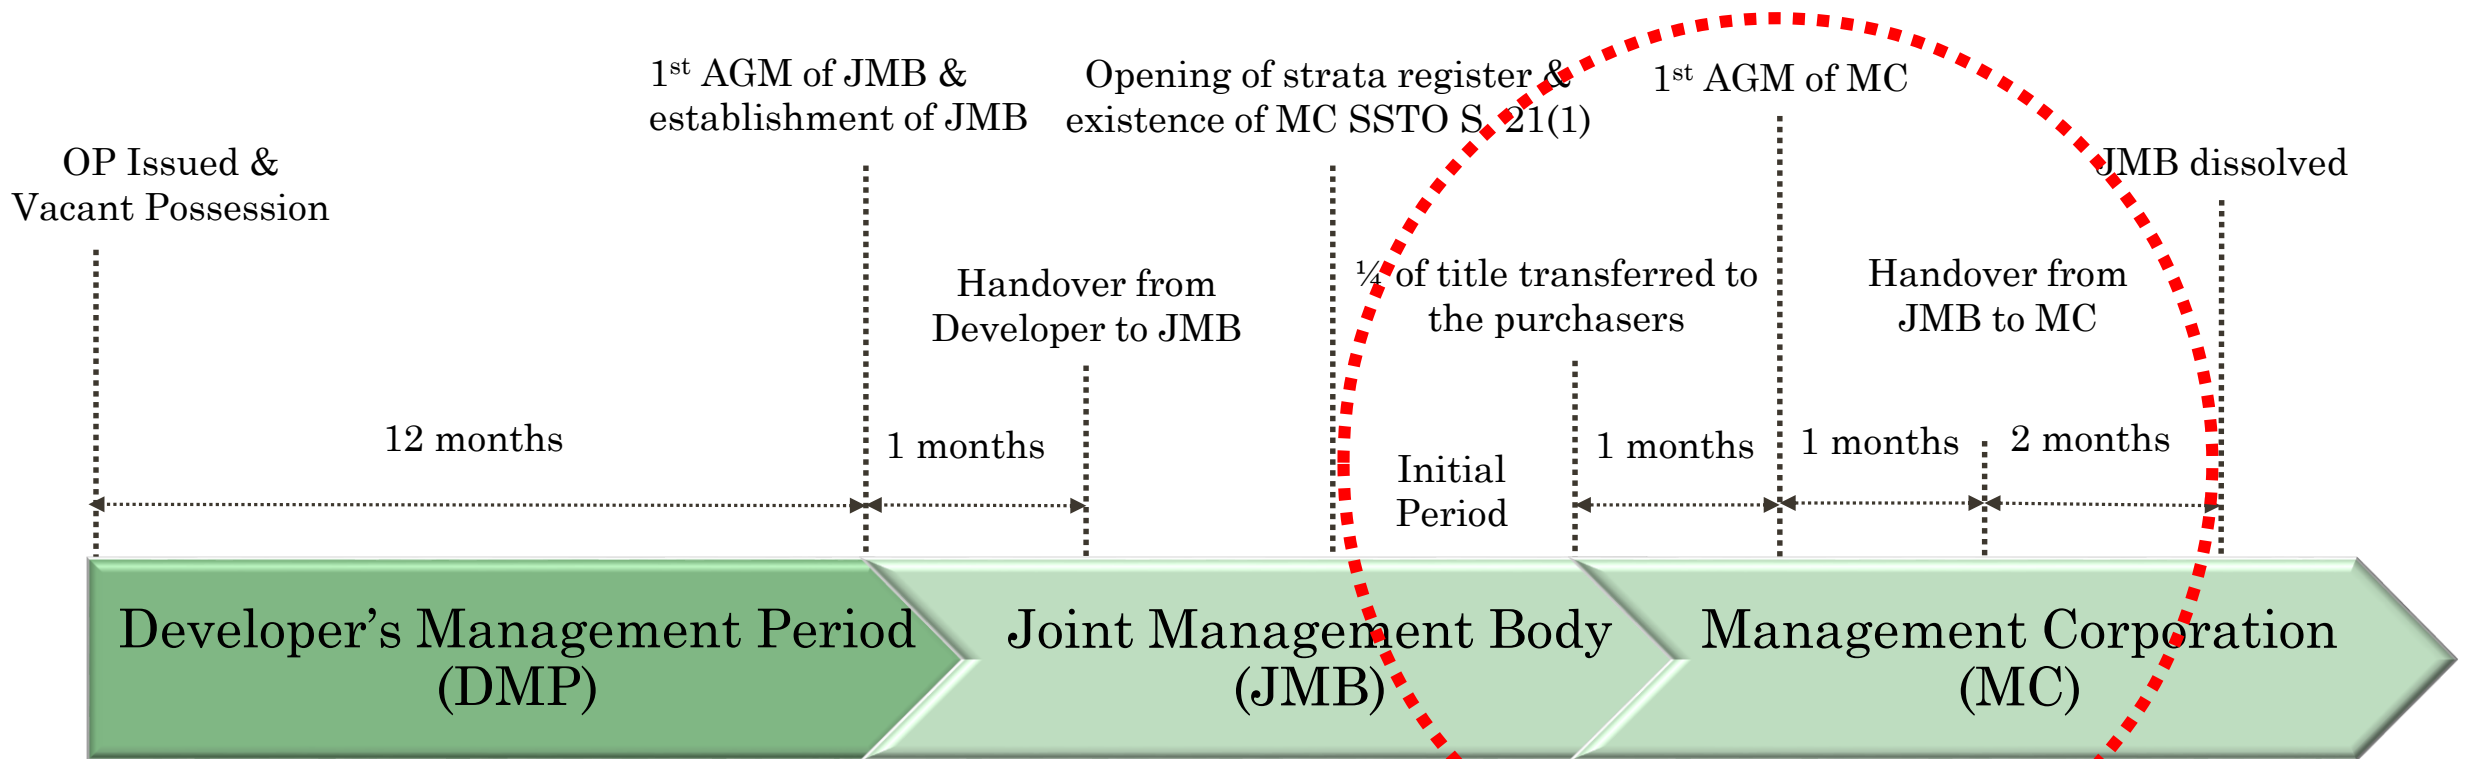 1st AGM of JMB &
establishment of JMB
Opening of strata register &
existence of MC SSTO S. 21(1)
1st AGM of MC
OP Issued &
Vacant Possession
JMB dissolved
Handover from
Developer to JMB
¼ of title transferred to
the purchasers
Handover from
JMB to MC
12 months
1 months
Initial
Period
1 months
1 months
2 months
Developer’s Management Period
(DMP)
Joint Management Body
(JMB)
Management Corporation
(MC)